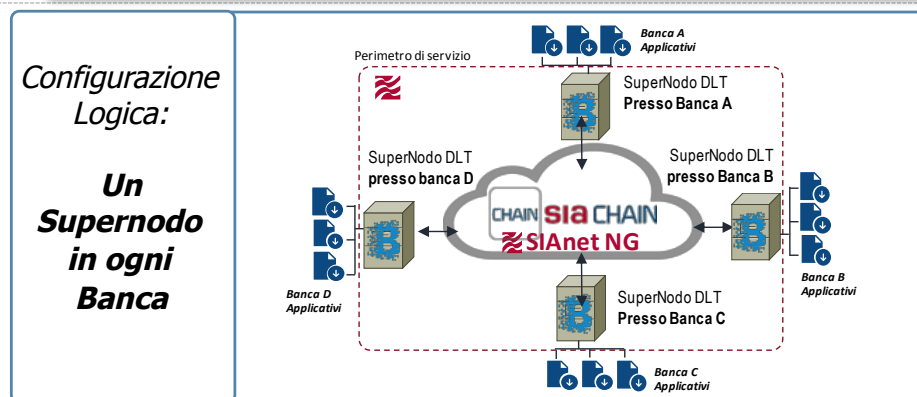 Configurazione
Logica:
Un
Supernodo
in ogni
Banca
Perimetro di servizio
Banca A
Applicativi
SuperNodo DLT
Presso Banca A
SuperNodo DLT
presso banca D
SuperNodo DLT
presso Banca B
CHAIN SIA CHAIN
SIAnet NG
Banca D
Applicativi
Banca B
Applicativi
SuperNodo DLT
Presso Banca C
Banca C
Applicativi